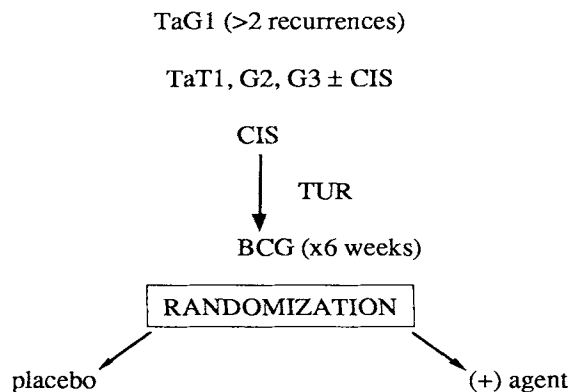 TaG1 (>2 recurrences)
TaT1, G2, G3 ± CIS
CIS
TUR
BCG (x6 weeks)
RANDOMIZATION
placebo
(+) agent